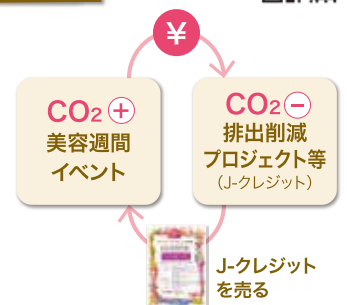 ¥
CO2 +
美容週間
イベント
CO2 −
排出削減
プロジェクト等
（J-クレジット）
J-クレジット
を売る